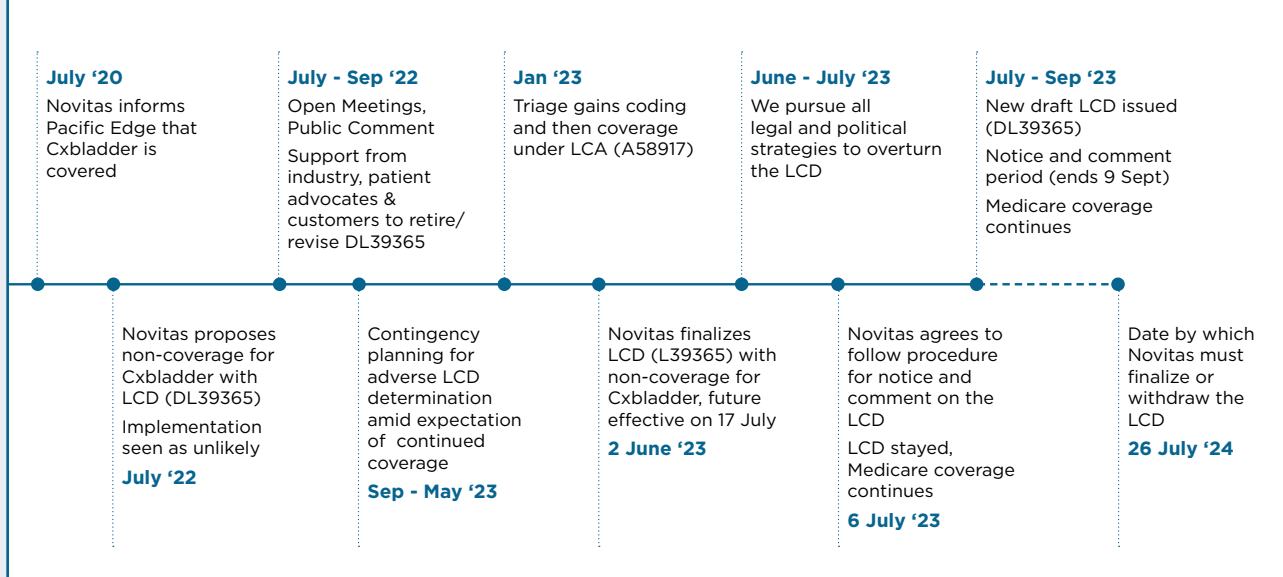 July ‘20
Novitas informs
Pacific Edge that
Cxbladder is
covered
July - Sep ‘22
Open Meetings,
Public Comment
Support from
industry, patient
advocates &
customers to retire/
revise DL39365
Jan ‘23
Triage gains coding
and then coverage
under LCA (A58917)
June - July ‘23
We pursue all
legal and political
strategies to overturn
the LCD
July - Sep ‘23
New draft LCD issued
(DL39365)
Notice and comment
period (ends 9 Sept)
Medicare coverage
continues
Novitas proposes
non-coverage for
Cxbladder with
LCD (DL39365)
Implementation
seen as unlikely
July ‘22
Contingency
planning for
adverse LCD
determination
amid expectation
of continued
coverage
Sep - May ‘23
Novitas finalizes
LCD (L39365) with
non-coverage for
Cxbladder, future
effective on 17 July
2 June ‘23
Novitas agrees to
follow procedure
for notice and
comment on the
LCD
LCD stayed,
Medicare coverage
continues
6 July ‘23
Date by which
Novitas must
finalize or
withdraw the
LCD
26 July ‘24